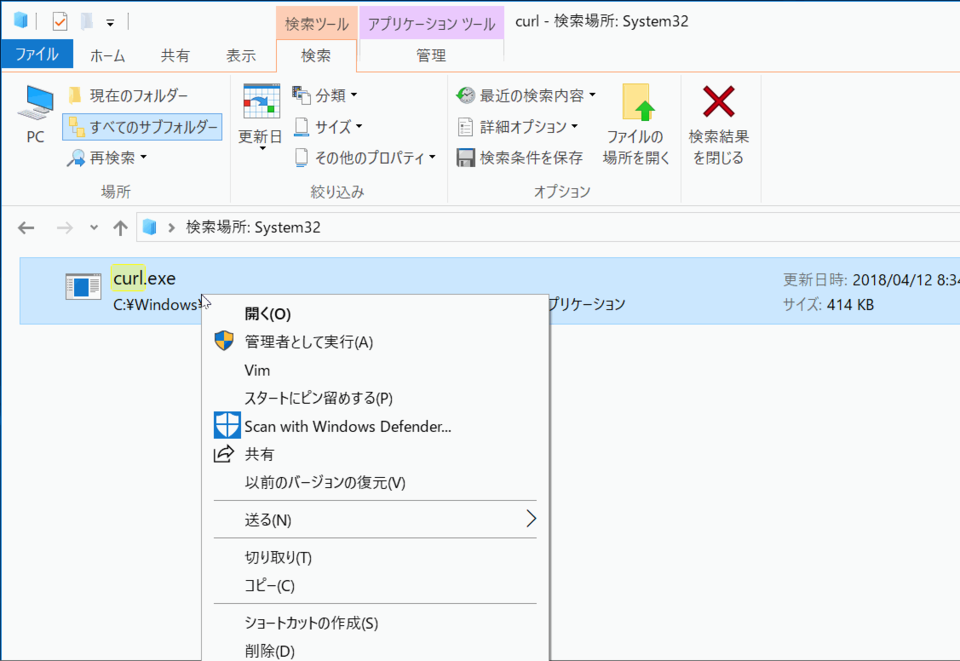 検索ツール アプリケーション ツール curl - 検索場所: System32
ファイル ホーム 共有 表示 検索 管理
PC
現在のフォルダー
すべてのサブフォルダー
再検索
場所
更新日
分類
サイズ
その他のプロパティ
絞り込み
最近の検索内容
詳細オプション
検索条件を保存
ファイルの
場所を開く
オプション
検索結果
を閉じる
検索場所: System32
curl.exe
C:¥Windows
プリケーション
更新日時: 2018/04/12 8:34
サイズ: 414 KB
開く(O)
管理者として実行(A)
Vim
スタートにピン留めする(P)
Scan with Windows Defender...
共有
以前のバージョンの復元(V)
送る(N)
切り取り(T)
コピー(C)
ショートカットの作成(S)
削除(D)